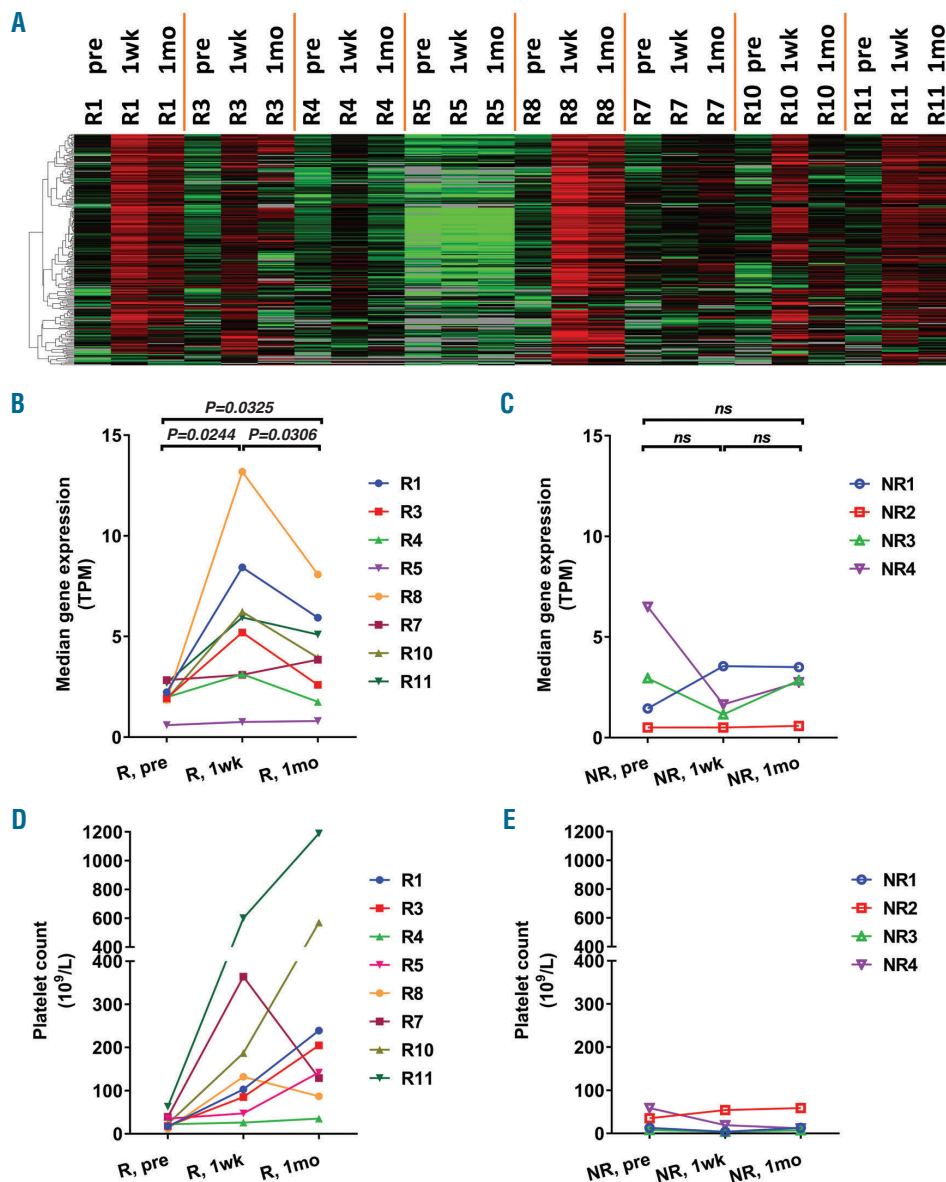 A
R1 pre
R1 1wk
R1 1mo
R3 pre
R3 1wk
R3 1mo
R4 pre
R4 1wk
R4 1mo
R5 pre
R5 1wk
R5 1mo
R8 pre
R8 1wk
R8 1mo
R7 pre
R7 1wk
R7 1mo
R10 pre
R10 1wk
R10 1mo
R11 pre
R11 1wk
R11 1mo
B
P=0.0325
P=0.0244
P=0.0306
Median gene expression
(TPM)
15
10
5
0
R, pre
R, 1wk
R, 1mo
R1
R3
R4
R5
R8
R7
R10
R11
C
ns
ns
ns
Median gene expression
(TPM)
15
10
5
0
NR, pre
NR, 1wk
NR, 1mo
NR1
NR2
NR3
NR4
D
Platelet count
(10⁹/L)
1200
1000
800
600
400
400
300
200
100
0
R, pre
R, 1wk
R, 1mo
R1
R3
R4
R5
R8
R7
R10
R11
E
Platelet count
(10⁹/L)
1200
1000
800
600
400
400
300
200
100
0
NR, pre
NR, 1wk
NR, 1mo
NR1
NR2
NR3
NR4